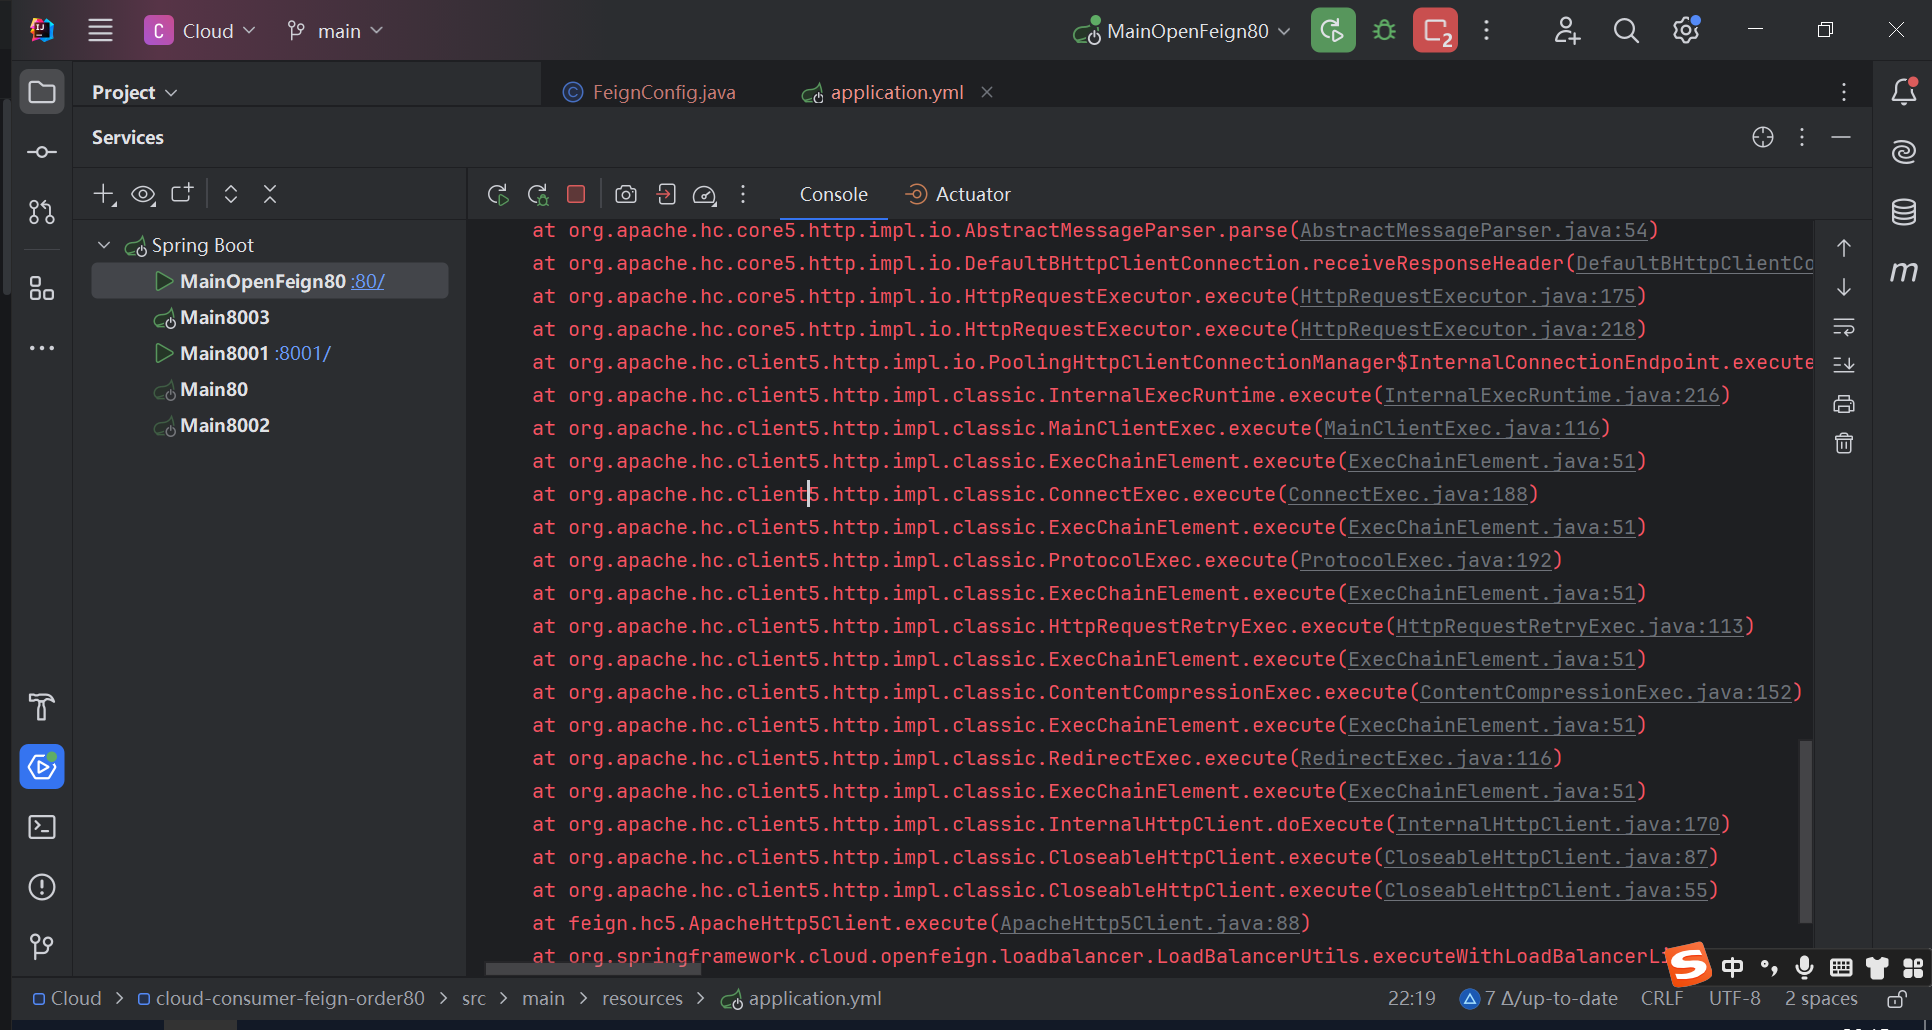 C Cloud main MainOpenFeign80 2
Project FeignConfig.java application.yml
Services
Console Actuator
Spring Boot
MainOpenFeign80 :80/
Main8003
Main8001 :8001/
Main80
Main8002
at org.apache.hc.core5.http.impl.io.AbstractMessageParser.parse(AbstractMessageParser.java:54)
at org.apache.hc.core5.http.impl.io.DefaultBHttpClientConnection.receiveResponseHeader(DefaultBHttpClientCo
at org.apache.hc.core5.http.impl.io.HttpRequestExecutor.execute(HttpRequestExecutor.java:175)
at org.apache.hc.core5.http.impl.io.HttpRequestExecutor.execute(HttpRequestExecutor.java:218)
at org.apache.hc.client5.http.impl.io.PoolingHttpClientConnectionManager$InternalConnectionEndpoint.execute
at org.apache.hc.client5.http.impl.classic.InternalExecRuntime.execute(InternalExecRuntime.java:216)
at org.apache.hc.client5.http.impl.classic.MainClientExec.execute(MainClientExec.java:116)
at org.apache.hc.client5.http.impl.classic.ExecChainElement.execute(ExecChainElement.java:51)
at org.apache.hc.client5.http.impl.classic.ConnectExec.execute(ConnectExec.java:188)
at org.apache.hc.client5.http.impl.classic.ExecChainElement.execute(ExecChainElement.java:51)
at org.apache.hc.client5.http.impl.classic.ProtocolExec.execute(ProtocolExec.java:192)
at org.apache.hc.client5.http.impl.classic.ExecChainElement.execute(ExecChainElement.java:51)
at org.apache.hc.client5.http.impl.classic.HttpRequestRetryExec.execute(HttpRequestRetryExec.java:113)
at org.apache.hc.client5.http.impl.classic.ExecChainElement.execute(ExecChainElement.java:51)
at org.apache.hc.client5.http.impl.classic.ContentCompressionExec.execute(ContentCompressionExec.java:152)
at org.apache.hc.client5.http.impl.classic.ExecChainElement.execute(ExecChainElement.java:51)
at org.apache.hc.client5.http.impl.classic.RedirectExec.execute(RedirectExec.java:116)
at org.apache.hc.client5.http.impl.classic.ExecChainElement.execute(ExecChainElement.java:51)
at org.apache.hc.client5.http.impl.classic.InternalHttpClient.doExecute(InternalHttpClient.java:170)
at org.apache.hc.client5.http.impl.classic.CloseableHttpClient.execute(CloseableHttpClient.java:87)
at org.apache.hc.client5.http.impl.classic.CloseableHttpClient.execute(CloseableHttpClient.java:55)
at feign.hc5.ApacheHttp5Client.execute(ApacheHttp5Client.java:88)
at org.springframework.cloud.openfeign.loadbalancer.LoadBalancerUtils.executeWithLoadBalancerLi
S 中
Cloud > cloud-consumer-feign-order80 > src > main > resources > application.yml 22:19 7 Δ/up-to-date CRLF UTF-8 2 spaces